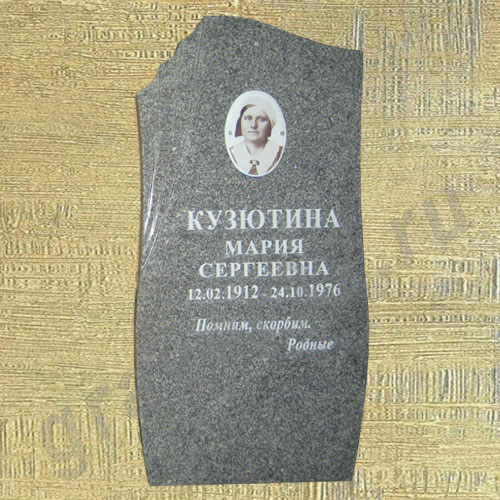 КУЗЮТИНА
МАРИЯ
СЕРГЕЕВНА
12.02.1912 - 24.10.1976
Помним, скорбим.
Родные